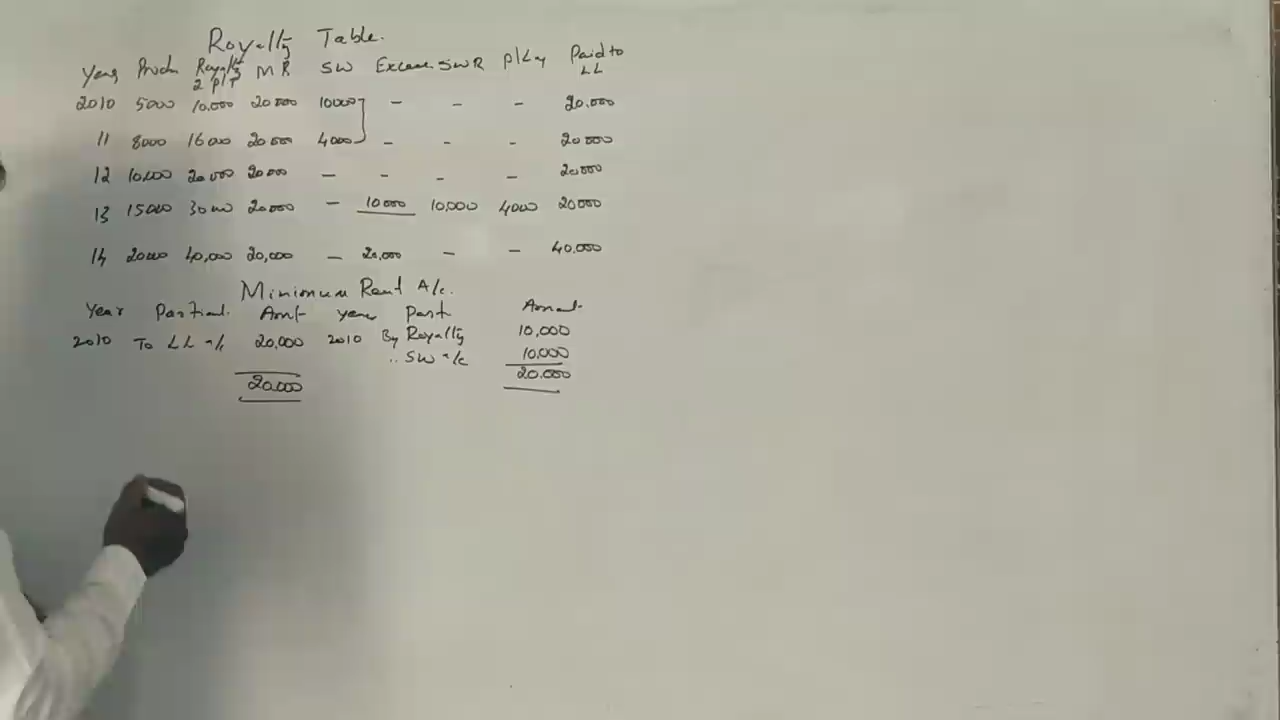 Royalty Table.
Year Prodn Royalty 2 P/T MR SW Excess SWR P/L a/c Paid to LL
2010 5000 10,000 20000 10000 - - - 20,000
11 8000 16000 20000 4000 - - - 20000
12 10,000 20000 20000 - - - - 20000
13 15000 30000 20000 - 10000 10,000 4000 20000
14 20000 40,000 20,000 - 20,000 - - 40,000
Minimum Rent A/c.
Year Partical. Amt year Part Amount
2010 To LL a/c 20,000 2010 By Royalty 10,000
.. SW a/c 10,000
20.000 20.000